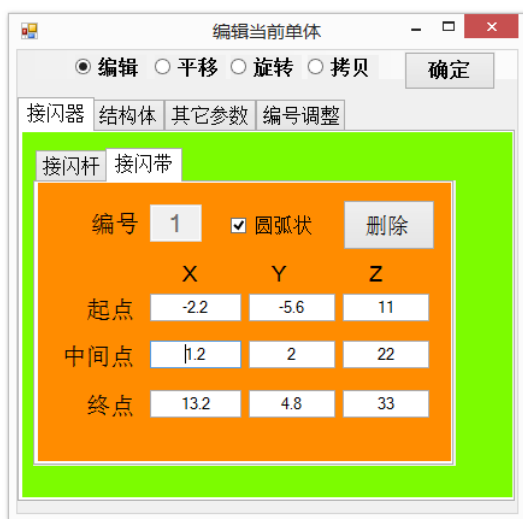 编辑当前单体
编辑 平移 旋转 拷贝 确定
接闪器 结构体 其它参数 编号调整
接闪杆 接闪带
编号 1 圆弧状 删除
X Y Z
起点 -2.2 -5.6 11
中间点 1.2 2 22
终点 13.2 4.8 33